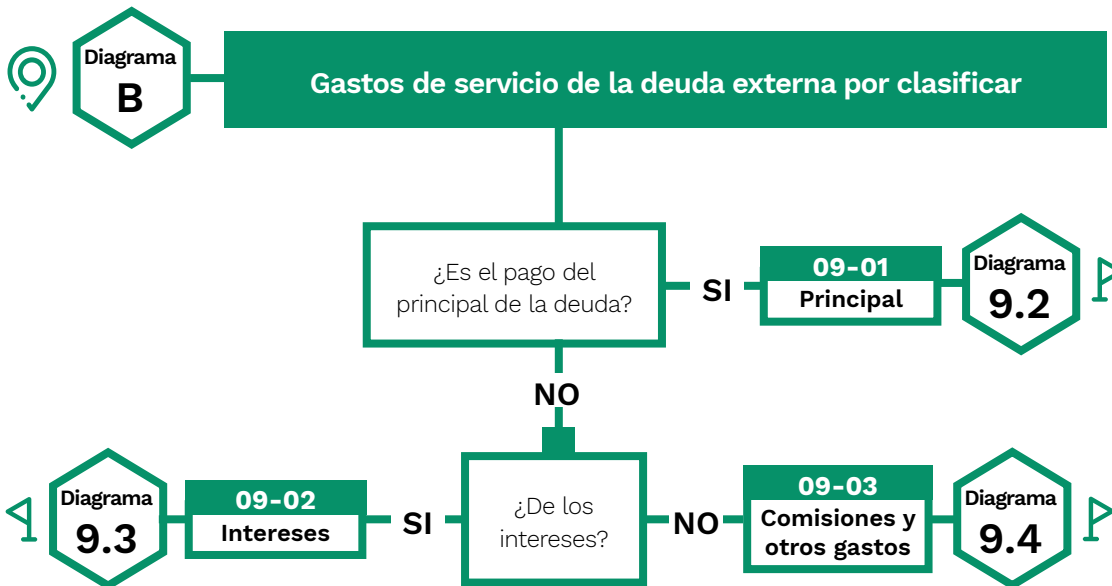 Diagrama
B
Gastos de servicio de la deuda externa por clasificar
¿Es el pago del
principal de la deuda?
SI
09-01
Principal
Diagrama
9.2
NO
Diagrama
9.3
09-02
Intereses
SI
¿De los
intereses?
NO
09-03
Comisiones y
otros gastos
Diagrama
9.4